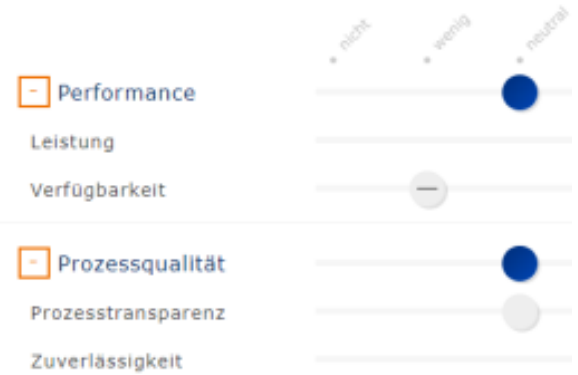 nicht
wenig
neutral
Performance
Leistung
Verfügbarkeit
Prozessqualität
Prozesstransparenz
Zuverlässigkeit